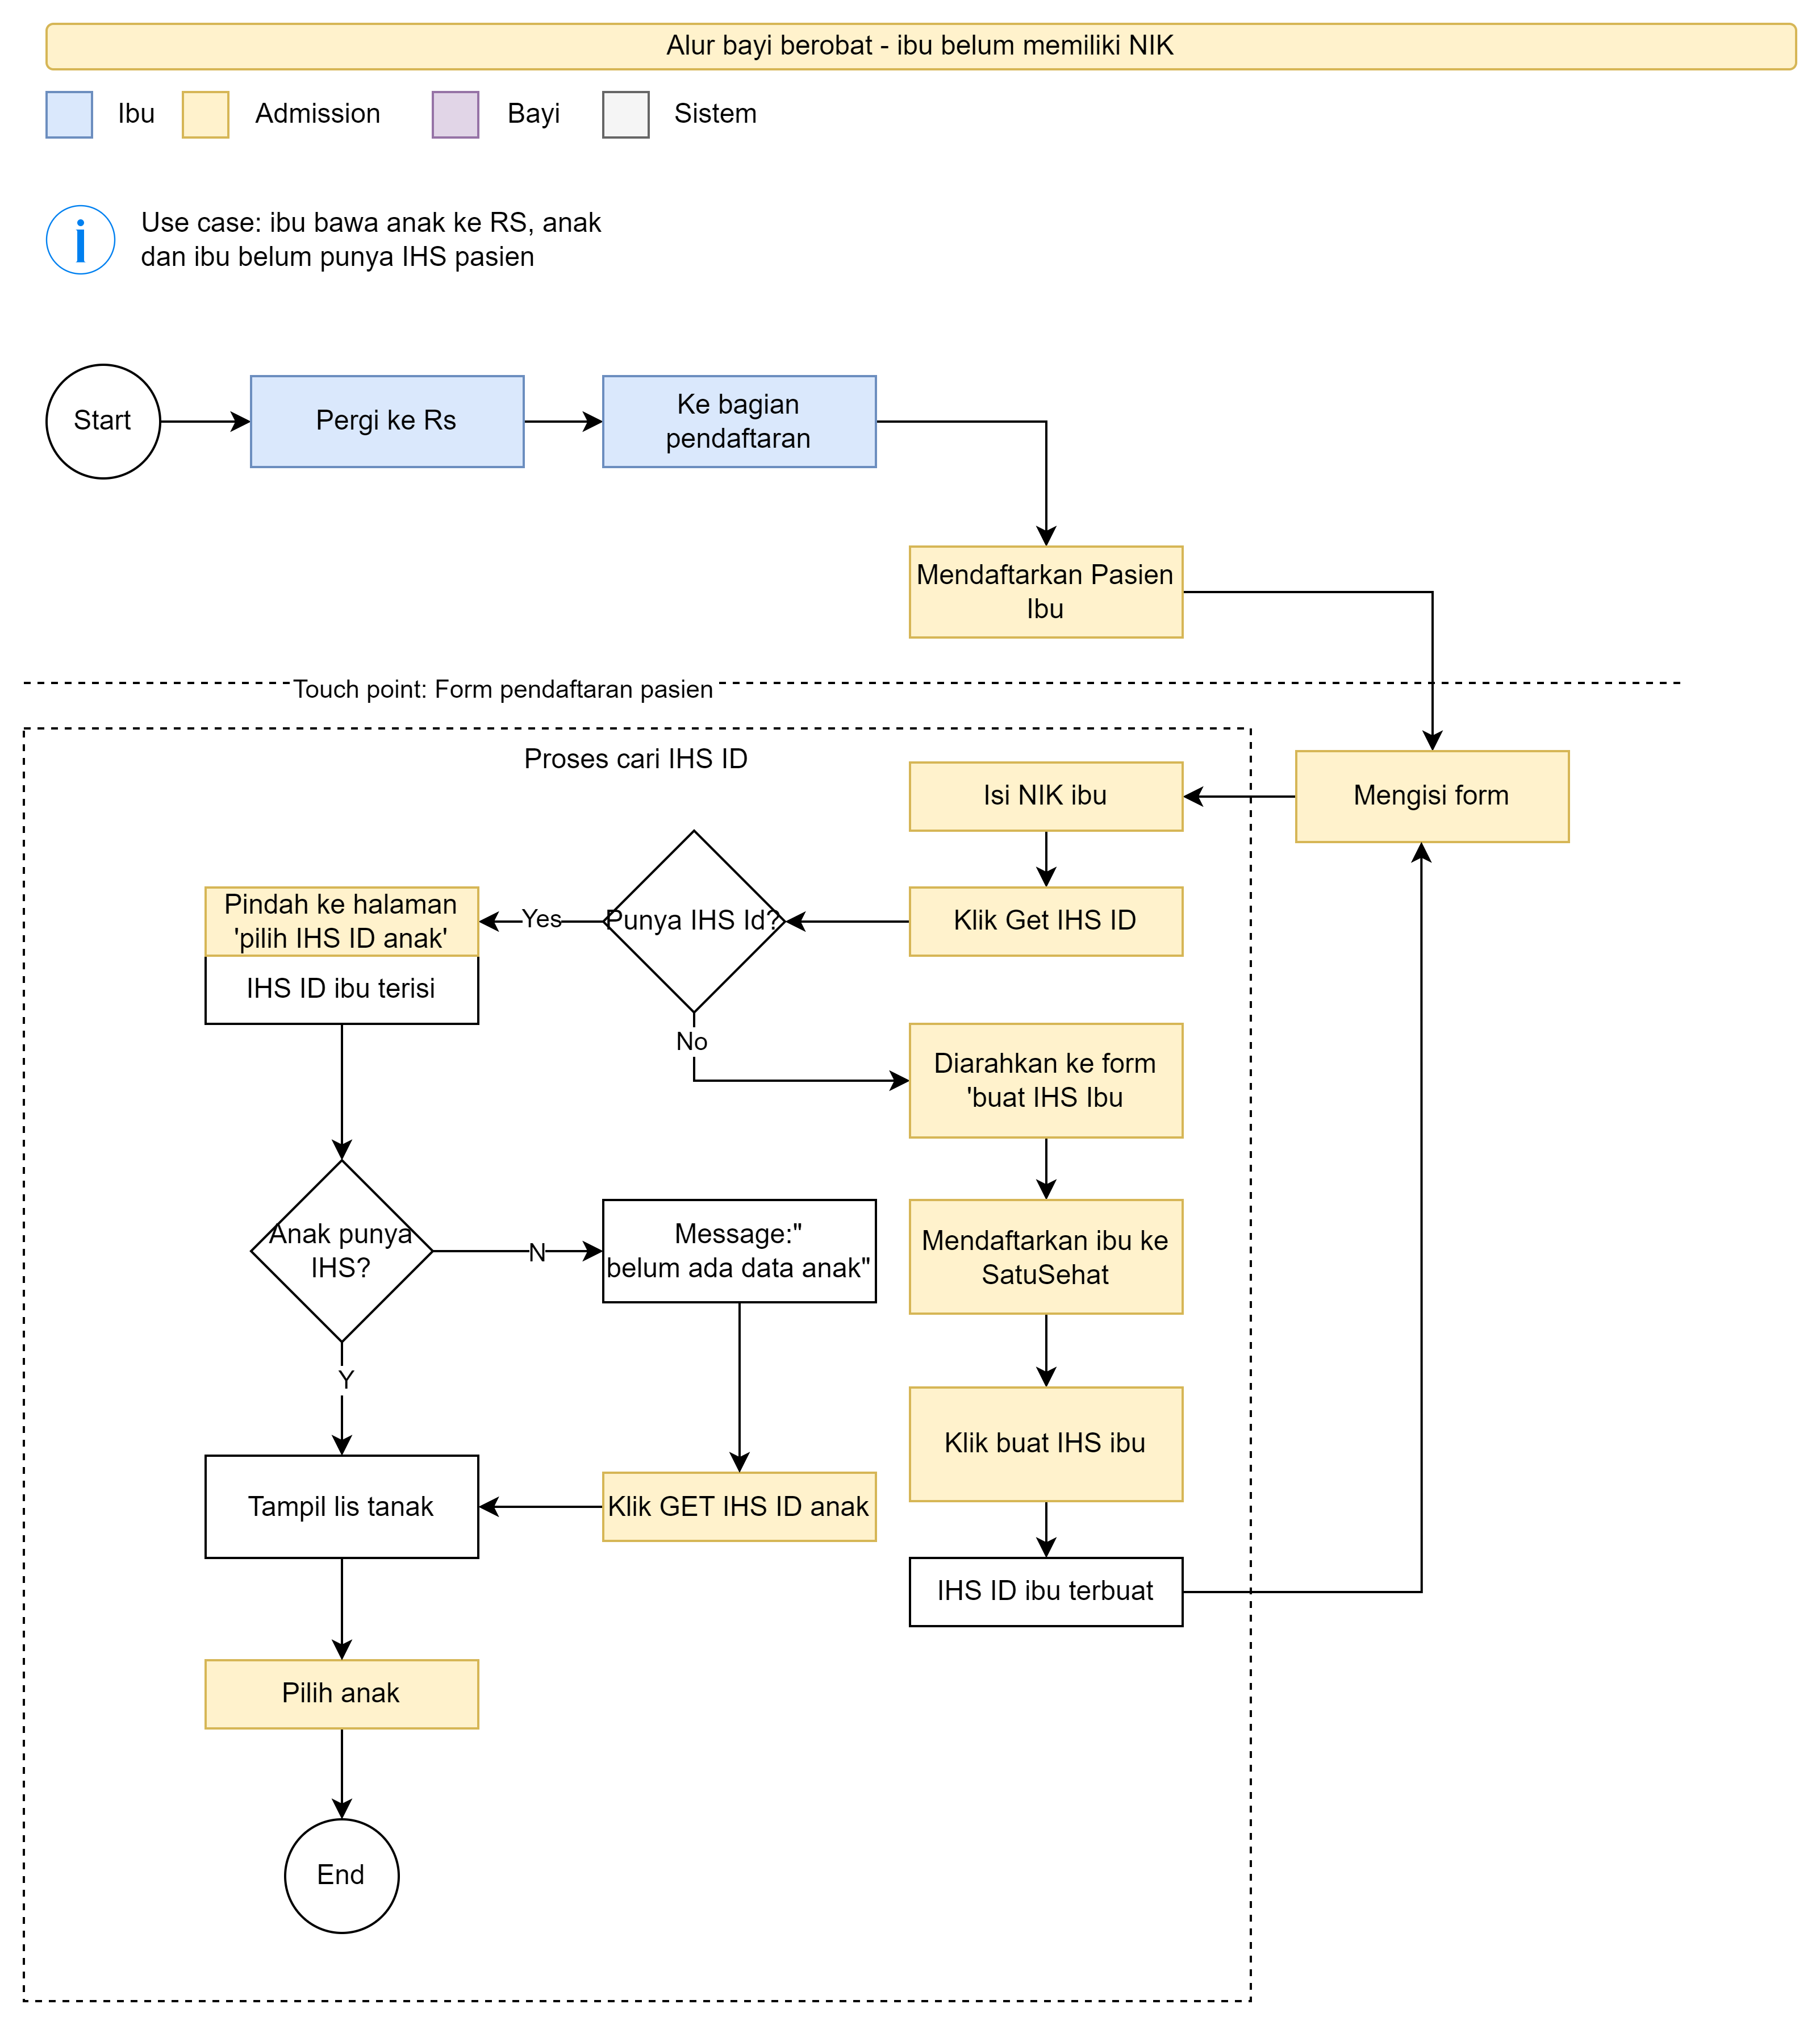 Alur bayi berobat - ibu belum memiliki NIK
Ibu
Admission
Bayi
Sistem
i
Use case: ibu bawa anak ke RS, anak
dan ibu belum punya IHS pasien
Start
Pergi ke Rs
Ke bagian
pendaftaran
Mendaftarkan Pasien
Ibu
Touch point: Form pendaftaran pasien
Proses cari IHS ID
Mengisi form
Isi NIK ibu
Klik Get IHS ID
Punya IHS Id?
Yes
Pindah ke halaman
'pilih IHS ID anak'
IHS ID ibu terisi
No
Diarahkan ke form
'buat IHS Ibu
Mendaftarkan ibu ke
SatuSehat
Klik buat IHS ibu
IHS ID ibu terbuat
Anak punya
IHS?
N
Message:"
belum ada data anak"
Y
Klik GET IHS ID anak
Tampil lis tanak
Pilih anak
End